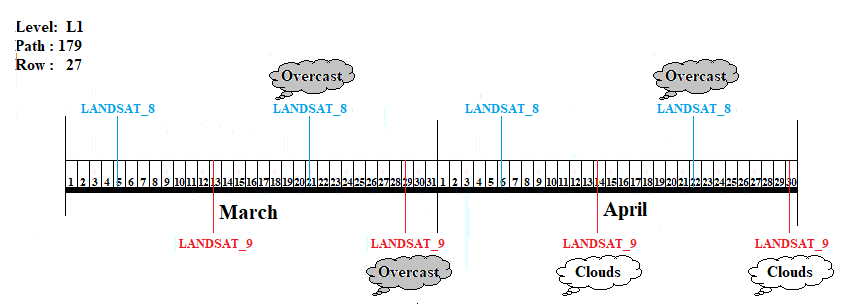 Level: L1
Path : 179
Row : 27
Overcast Overcast
LANDSAT_8 LANDSAT_8 LANDSAT_8 LANDSAT_8
1 2 3 4 5 6 7 8 9 10 11 12 13 14 15 16 17 18 19 20 21 22 23 24 25 26 27 28 29 30 31 1 2 3 4 5 6 7 8 9 10 11 12 13 14 15 16 17 18 19 20 21 22 23 24 25 26 27 28 29 30
March April
LANDSAT_9 LANDSAT_9 LANDSAT_9 LANDSAT_9
Overcast Clouds Clouds